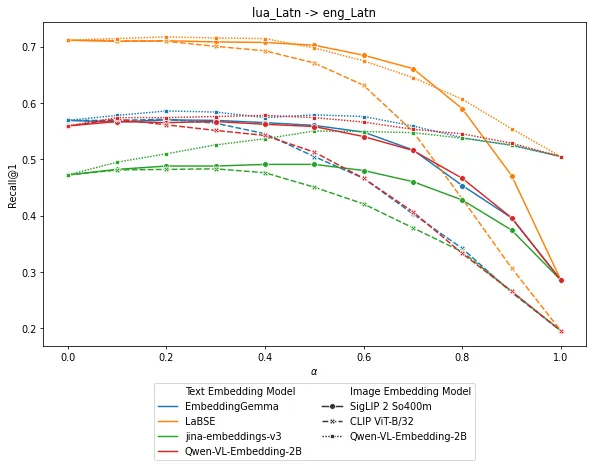 lua_Latn -> eng_Latn
Recall@1
0.7
0.6
0.5
0.4
0.3
0.2
0.0 0.2 0.4 0.6 0.8 1.0
α
Text Embedding Model Image Embedding Model
EmbeddingGemma SigLIP 2 So400m
LaBSE CLIP ViT-B/32
jina-embeddings-v3 Qwen-VL-Embedding-2B
Qwen-VL-Embedding-2B